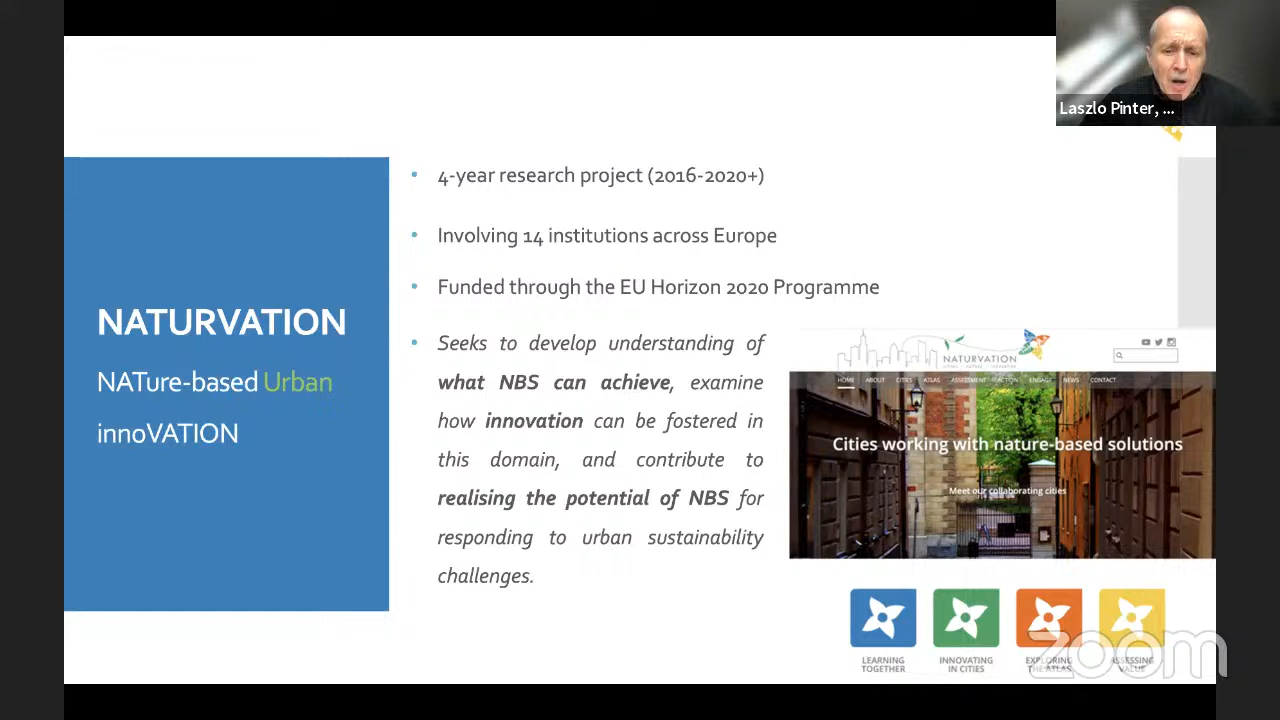 Laszlo Pinter, ...
NATURVATION
NATure-based Urban
innoVATION
• 4-year research project (2016-2020+)
• Involving 14 institutions across Europe
• Funded through the EU Horizon 2020 Programme
• Seeks to develop understanding of
what NBS can achieve, examine
how innovation can be fostered in
this domain, and contribute to
realising the potential of NBS for
responding to urban sustainability
challenges.
NATURVATION
HOME ABOUT CITIES ATLAS ASSESSMENT ACTION ENGAGE NEWS CONTACT
Cities working with nature-based solutions
Meet our collaborating cities
LEARNING
TOGETHER
INNOVATING
IN CITIES
EXPLORING
THE ATLAS
ASSESSING
VALUE
zoom